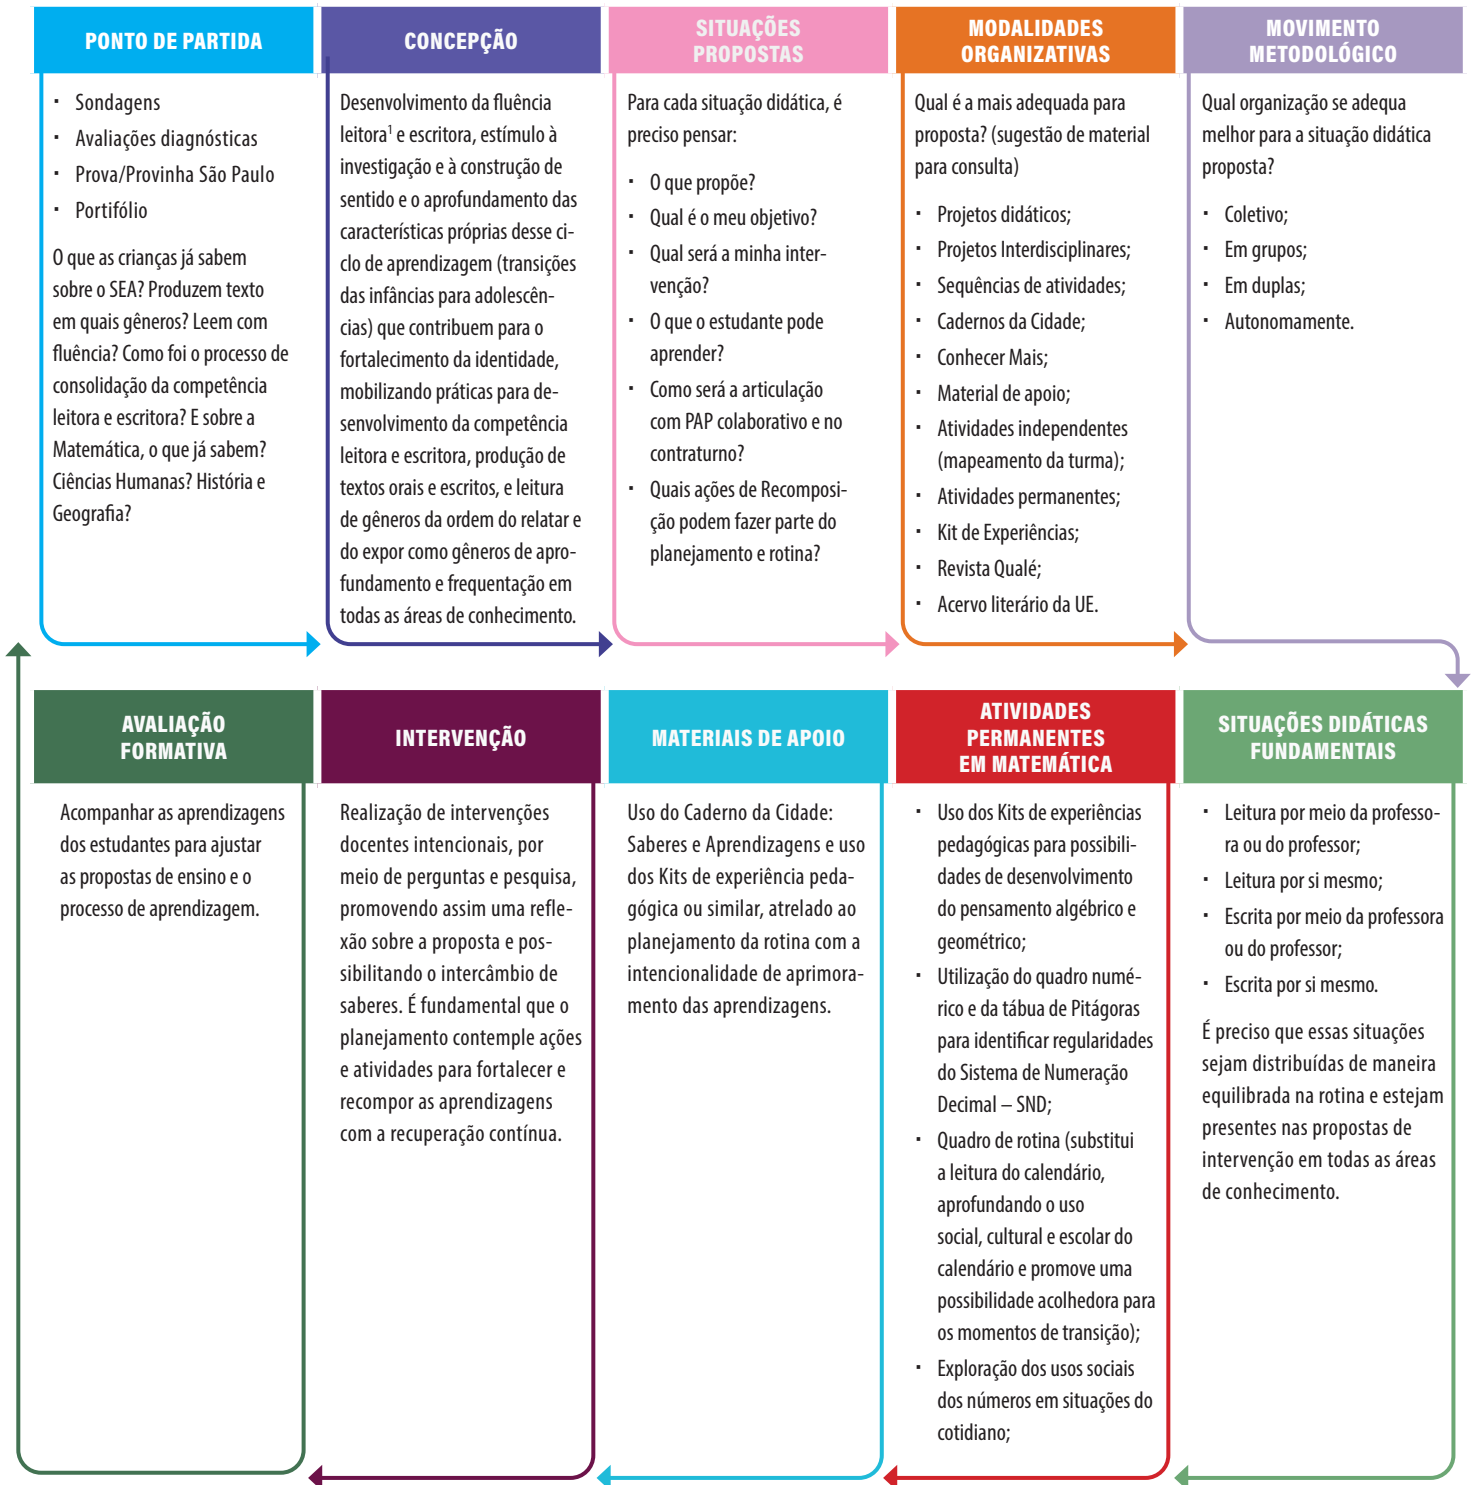 PONTO DE PARTIDA
· Sondagens
· Avaliações diagnósticas
· Prova/Provinha São Paulo
· Portifólio
O que as crianças já sabem
sobre o SEA? Produzem texto
em quais gêneros? Leem com
fluência? Como foi o processo de
consolidação da competência
leitora e escritora? E sobre a
Matemática, o que já sabem?
Ciências Humanas? História e
Geografia?
CONCEPÇÃO
Desenvolvimento da fluência
leitora¹ e escritora, estímulo à
investigação e à construção de
sentido e o aprofundamento das
características próprias desse ci-
clo de aprendizagem (transições
das infâncias para adolescên-
cias) que contribuem para o
fortalecimento da identidade,
mobilizando práticas para de-
senvolvimento da competência
leitora e escritora, produção de
textos orais e escritos, e leitura
de gêneros da ordem do relatar e
do expor como gêneros de apro-
fundamento e frequentação em
todas as áreas de conhecimento.
SITUAÇÕES
PROPOSTAS
Para cada situação didática, é
preciso pensar:
· O que propõe?
· Qual é o meu objetivo?
· Qual será a minha inter-
venção?
· O que o estudante pode
aprender?
· Como será a articulação
com PAP colaborativo e no
contraturno?
· Quais ações de Recomposi-
ção podem fazer parte do
planejamento e rotina?
MODALIDADES
ORGANIZATIVAS
Qual é a mais adequada para
proposta? (sugestão de material
para consulta)
· Projetos didáticos;
· Projetos Interdisciplinares;
· Sequências de atividades;
· Cadernos da Cidade;
· Conhecer Mais;
· Material de apoio;
· Atividades independentes
(mapeamento da turma);
· Atividades permanentes;
· Kit de Experiências;
· Revista Qualé;
· Acervo literário da UE.
MOVIMENTO
METODOLÓGICO
Qual organização se adequa
melhor para a situação didática
proposta?
· Coletivo;
· Em grupos;
· Em duplas;
· Autonomamente.
SITUAÇÕES DIDÁTICAS
FUNDAMENTAIS
· Leitura por meio da professo-
ra ou do professor;
· Leitura por si mesmo;
· Escrita por meio da professora
ou do professor;
· Escrita por si mesmo.
É preciso que essas situações
sejam distribuídas de maneira
equilibrada na rotina e estejam
presentes nas propostas de
intervenção em todas as áreas
de conhecimento.
ATIVIDADES
PERMANENTES
EM MATEMÁTICA
· Uso dos Kits de experiências
pedagógicas para possibili-
dades de desenvolvimento
do pensamento algébrico e
geométrico;
· Utilização do quadro numé-
rico e da tábua de Pitágoras
para identificar regularidades
do Sistema de Numeração
Decimal – SND;
· Quadro de rotina (substitui
a leitura do calendário,
aprofundando o uso
social, cultural e escolar do
calendário e promove uma
possibilidade acolhedora para
os momentos de transição);
· Exploração dos usos sociais
dos números em situações do
cotidiano;
MATERIAIS DE APOIO
Uso do Caderno da Cidade:
Saberes e Aprendizagens e uso
dos Kits de experiência peda-
gógica ou similar, atrelado ao
planejamento da rotina com a
intencionalidade de aprimora-
mento das aprendizagens.
INTERVENÇÃO
Realização de intervenções
docentes intencionais, por
meio de perguntas e pesquisa,
promovendo assim uma refle-
xão sobre a proposta e pos-
sibilitando o intercâmbio de
saberes. É fundamental que o
planejamento contemple ações
e atividades para fortalecer e
recompor as aprendizagens
com a recuperação contínua.
AVALIAÇÃO
FORMATIVA
Acompanhar as aprendizagens
dos estudantes para ajustar
as propostas de ensino e o
processo de aprendizagem.